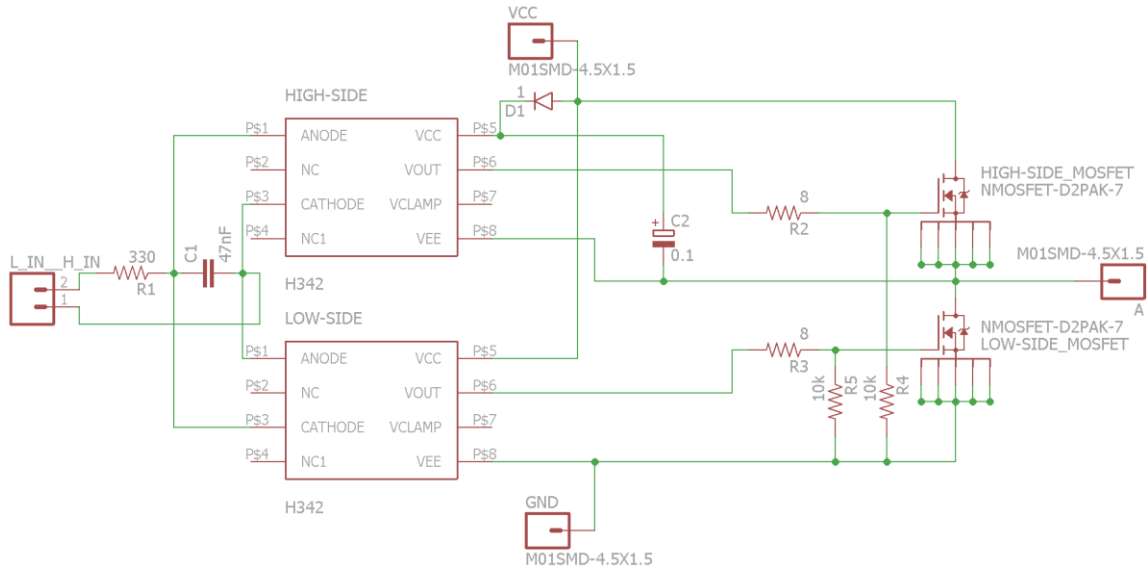 VCC
M01SMD-4.5X1.5
1
D1
HIGH-SIDE
P$1 ANODE VCC P$5
P$2 NC VOUT P$6
P$3 CATHODE VCLAMP P$7
P$4 NC1 VEE P$8
H342
HIGH-SIDE_MOSFET
NMOSFET-D2PAK-7
8
R2
+
C2
0.1
C1
47nF
L_IN__H_IN
2
1
330
R1
M01SMD-4.5X1.5
A
LOW-SIDE
P$1 ANODE VCC P$5
P$2 NC VOUT P$6
P$3 CATHODE VCLAMP P$7
P$4 NC1 VEE P$8
H342
NMOSFET-D2PAK-7
LOW-SIDE_MOSFET
8
R3
10k
R5
10k
R4
GND
M01SMD-4.5X1.5